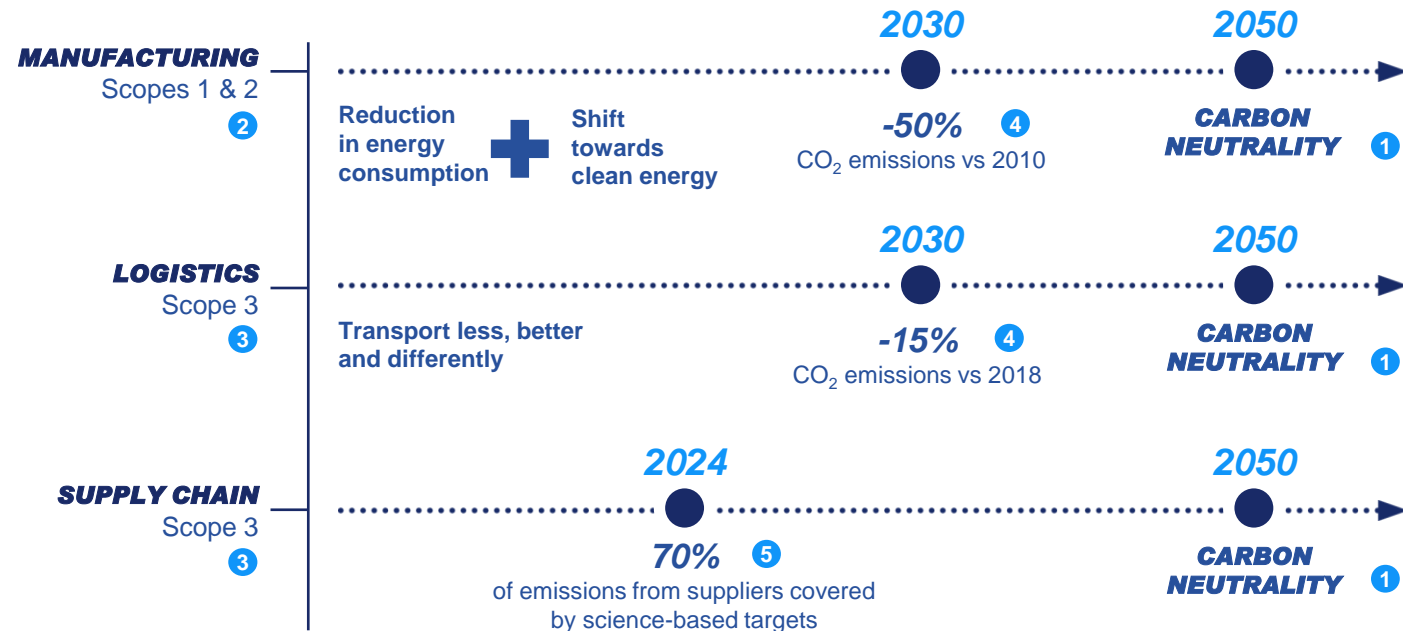 2030
2050
MANUFACTURING
Scopes 1 & 2
2
Reduction
in energy
consumption
Shift
towards
clean energy
-50% 4
CO₂ emissions vs 2010
CARBON
NEUTRALITY 1
2030
2050
LOGISTICS
Scope 3
3
Transport less, better
and differently
-15% 4
CO₂ emissions vs 2018
CARBON
NEUTRALITY 1
2024
2050
SUPPLY CHAIN
Scope 3
3
70% 5
of emissions from suppliers covered
by science-based targets
CARBON
NEUTRALITY 1